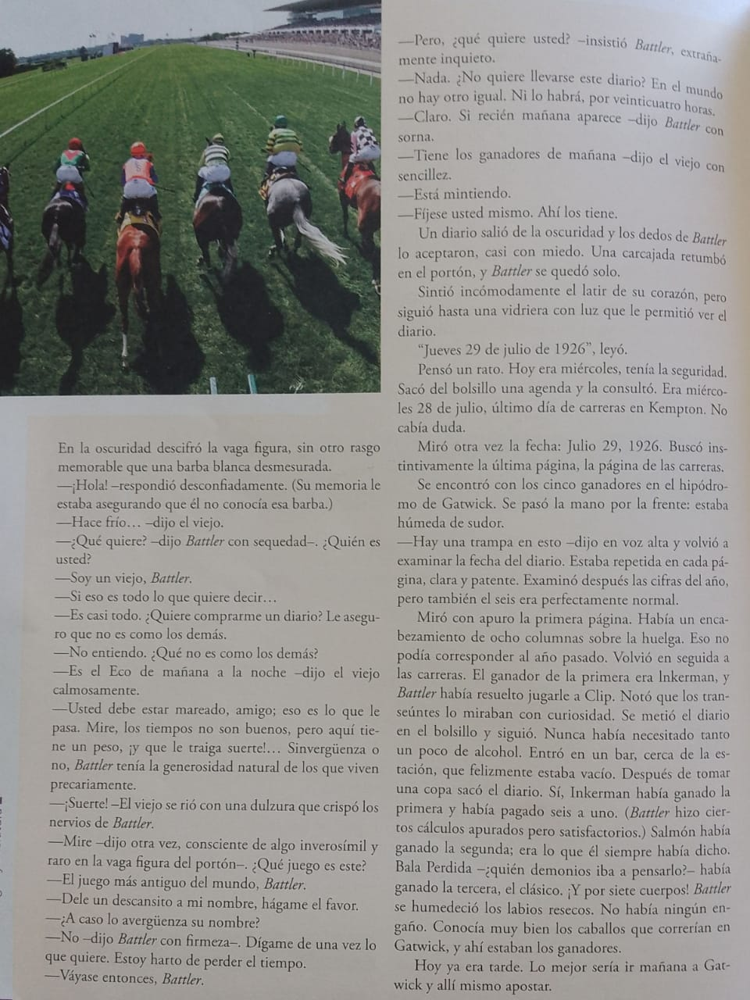 En la oscuridad descifró la vaga figura, sin otro rasgo
memorable que una barba blanca desmesurada.
—¡Hola! –respondió desconfiadamente. (Su memoria le
estaba asegurando que él no conocía esa barba.)
—Hace frío… –dijo el viejo.
—¿Qué quiere? –dijo Battler con sequedad–. ¿Quién es
usted?
—Soy un viejo, Battler.
—Si eso es todo lo que quiere decir…
—Es casi todo. ¿Quiere comprarme un diario? Le asegu-
ro que no es como los demás.
—No entiendo. ¿Qué no es como los demás?
—Es el Eco de mañana a la noche –dijo el viejo
calmosamente.
—Usted debe estar mareado, amigo; eso es lo que le
pasa. Mire, los tiempos no son buenos, pero aquí tie-
ne un peso, ¡y que le traiga suerte!… Sinvergüenza o
no, Battler tenía la generosidad natural de los que viven
precariamente.
—¡Suerte! –El viejo se rió con una dulzura que crispó los
nervios de Battler.
—Mire –dijo otra vez, consciente de algo inverosímil y
raro en la vaga figura del portón–. ¿Qué juego es este?
—El juego más antiguo del mundo, Battler.
—Dele un descansito a mi nombre, hágame el favor.
—¿A caso lo avergüenza su nombre?
—No –dijo Battler con firmeza–. Dígame de una vez lo
que quiere. Estoy harto de perder el tiempo.
—Váyase entonces, Battler.
—Pero, ¿qué quiere usted? –insistió Battler, extraña-
mente inquieto.
—Nada. ¿No quiere llevarse este diario? En el mundo
no hay otro igual. Ni lo habrá, por veinticuatro horas.
—Claro. Si recién mañana aparece –dijo Battler con
sorna.
—Tiene los ganadores de mañana –dijo el viejo con
sencillez.
—Está mintiendo.
—Fíjese usted mismo. Ahí los tiene.
Un diario salió de la oscuridad y los dedos de Battler
lo aceptaron, casi con miedo. Una carcajada retumbó
en el portón, y Battler se quedó solo.
Sintió incómodamente el latir de su corazón, pero
siguió hasta una vidriera con luz que le permitió ver el
diario.
“Jueves 29 de julio de 1926”, leyó.
Pensó un rato. Hoy era miércoles, tenía la seguridad.
Sacó del bolsillo una agenda y la consultó. Era miérco-
les 28 de julio, último día de carreras en Kempton. No
cabía duda.
Miró otra vez la fecha: Julio 29, 1926. Buscó ins-
tintivamente la última página, la página de las carreras.
Se encontró con los cinco ganadores en el hipódro-
mo de Gatwick. Se pasó la mano por la frente: estaba
húmeda de sudor.
—Hay una trampa en esto –dijo en voz alta y volvió a
examinar la fecha del diario. Estaba repetida en cada pá-
gina, clara y patente. Examinó después las cifras del año,
pero también el seis era perfectamente normal.
Miró con apuro la primera página. Había un enca-
bezamiento de ocho columnas sobre la huelga. Eso no
podía corresponder al año pasado. Volvió en seguida a
las carreras. El ganador de la primera era Inkerman, y
Battler había resuelto jugarle a Clip. Notó que los tran-
seúntes lo miraban con curiosidad. Se metió el diario
en el bolsillo y siguió. Nunca había necesitado tanto
un poco de alcohol. Entró en un bar, cerca de la es-
tación, que felizmente estaba vacío. Después de tomar
una copa sacó el diario. Sí, Inkerman había ganado la
primera y había pagado seis a uno. (Battler hizo cier-
tos cálculos apurados pero satisfactorios.) Salmón había
ganado la segunda; era lo que él siempre había dicho.
Bala Perdida –¿quién demonios iba a pensarlo?– había
ganado la tercera, el clásico. ¡Y por siete cuerpos! Battler
se humedeció los labios resecos. No había ningún en-
gaño. Conocía muy bien los caballos que correrían en
Gatwick, y ahí estaban los ganadores.
Hoy ya era tarde. Lo mejor sería ir mañana a Gat-
wick y allí mismo apostar.